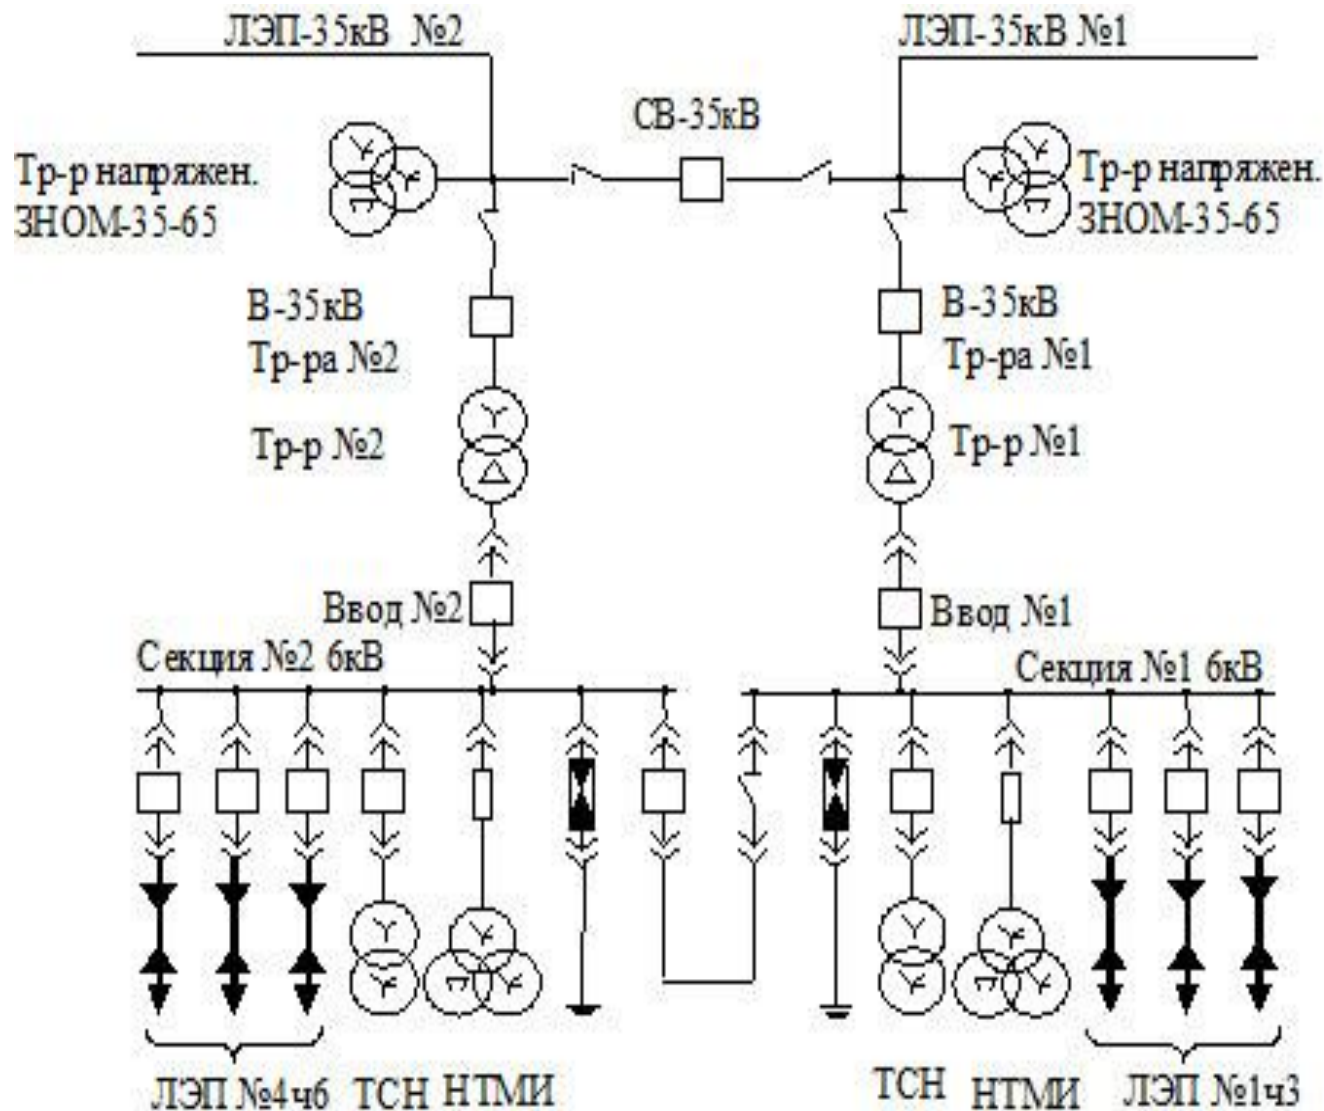 ЛЭП-35кВ №2
ЛЭП-35кВ №1
СВ-35кВ
Тр-р напряжен.
ЗНОМ-35-65
Тр-р напряжен.
ЗНОМ-35-65
В-35кВ
Тр-ра №2
В-35кВ
Тр-ра №1
Тр-р №2
Тр-р №1
Ввод №2
Ввод №1
Секция №2 6кВ
Секция №1 6кВ
ЛЭП №4ч6
ТСН
НТМИ
ТСН
НТМИ
ЛЭП №1ч3